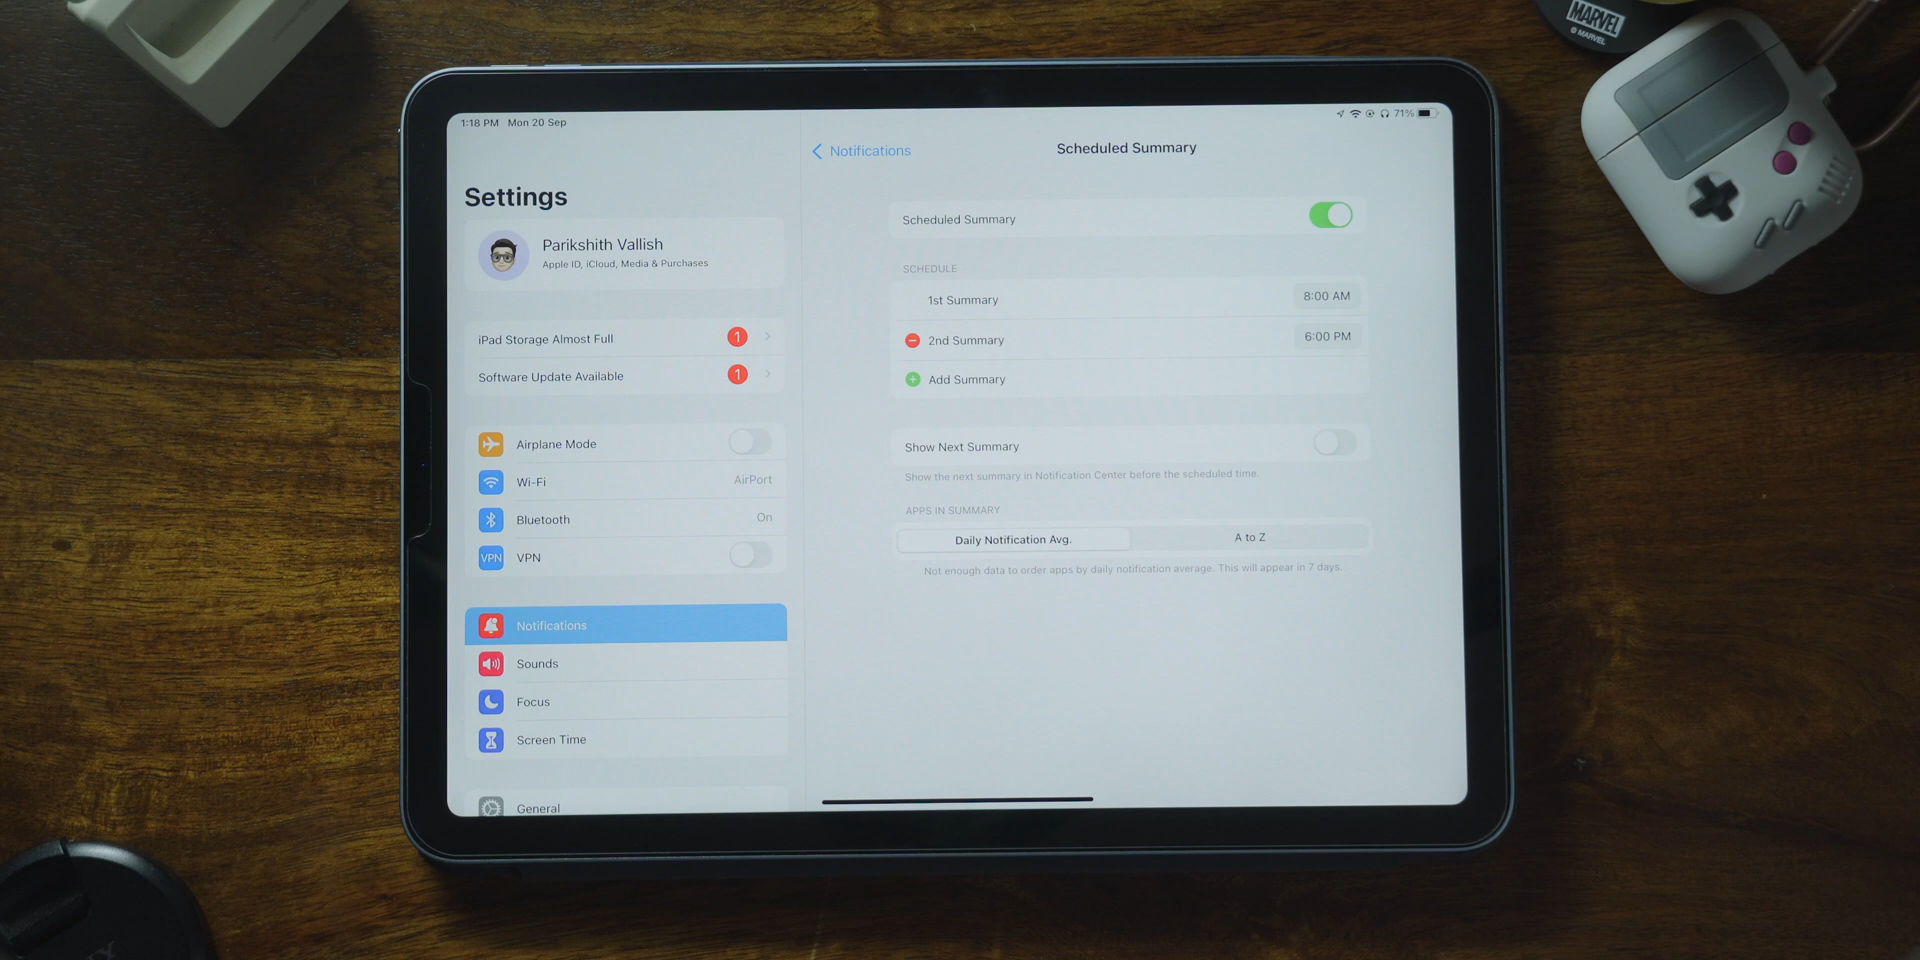 MARVEL
© MARVEL
1:18 PM Mon 20 Sep
71%
Settings
Parikshith Vallish
Apple ID, iCloud, Media & Purchases
iPad Storage Almost Full
1
Software Update Available
1
Airplane Mode
Wi-Fi
AirPort
Bluetooth
On
VPN
VPN
Notifications
Sounds
Focus
Screen Time
General
Notifications
Scheduled Summary
Scheduled Summary
SCHEDULE
1st Summary
8:00 AM
2nd Summary
6:00 PM
Add Summary
Show Next Summary
Show the next summary in Notification Center before the scheduled time.
APPS IN SUMMARY
Daily Notification Avg.
A to Z
Not enough data to order apps by daily notification average. This will appear in 7 days.